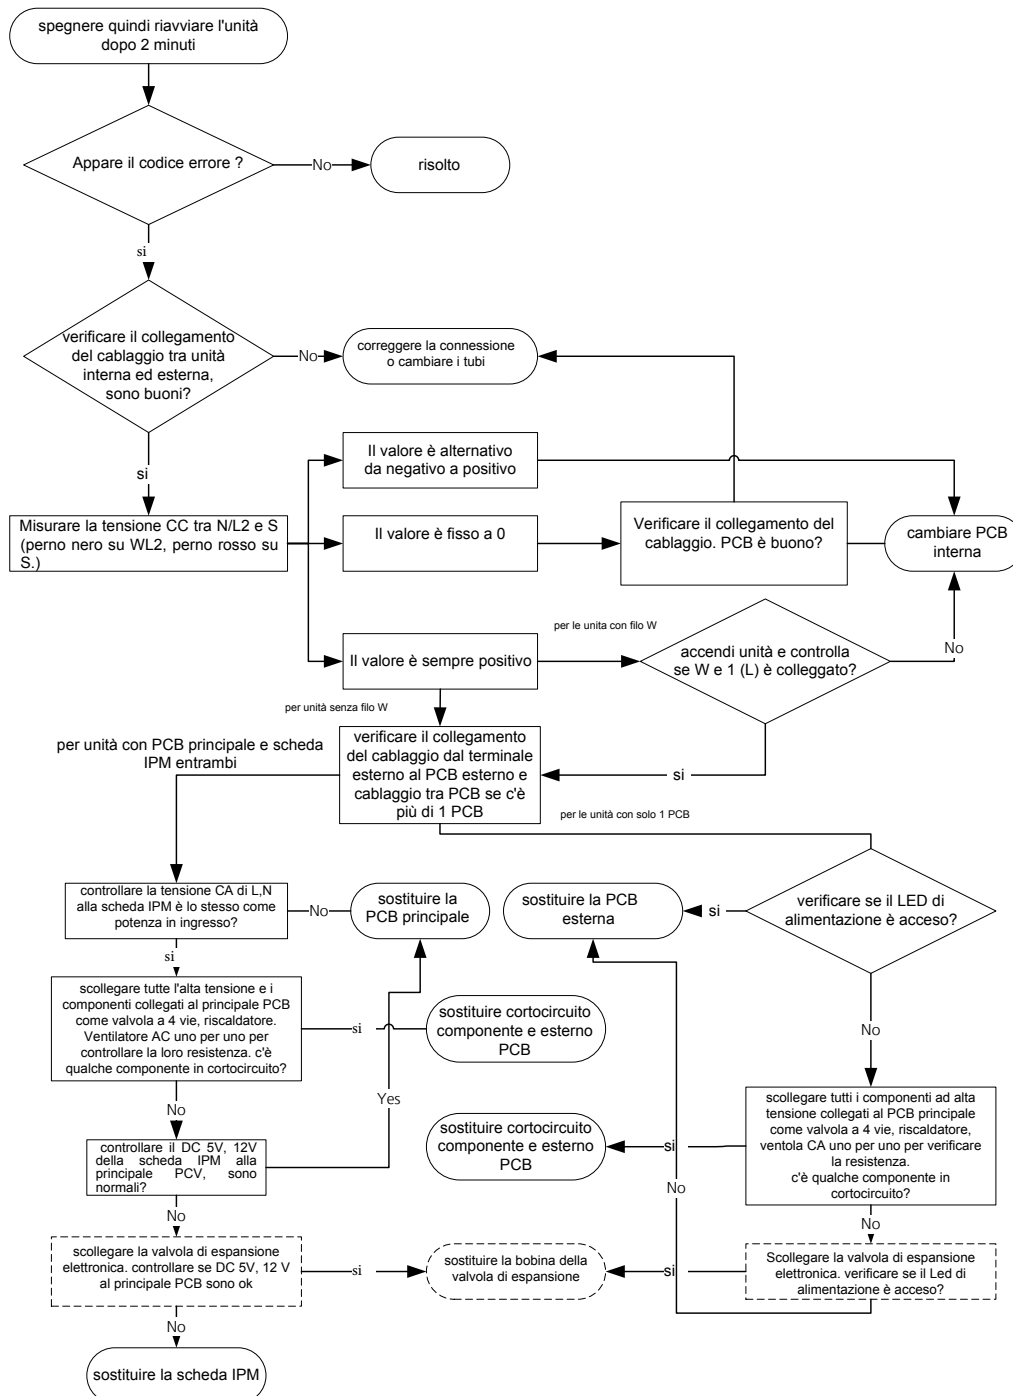 spegnere quindi riavviare l'unità
dopo 2 minuti
Appare il codice errore ?
No
risolto
si
verificare il collegamento
del cablaggio tra unità
interna ed esterna,
sono buoni?
No
correggere la connessione
o cambiare i tubi
si
Il valore è alternativo
da negativo a positivo
Misurare la tensione CC tra N/L2 e S
(perno nero su WL2, perno rosso su
S.)
Il valore è fisso a 0
Verificare il collegamento del
cablaggio. PCB è buono?
cambiare PCB
interna
per le unita con filo W
Il valore è sempre positivo
accendi unità e controlla
se W e 1 (L) è colleggato?
No
per unità senza filo W
per unità con PCB principale e scheda
IPM entrambi
verificare il collegamento
del cablaggio dal terminale
esterno al PCB esterno e
cablaggio tra PCB se c'è
più di 1 PCB
si
per le unità con solo 1 PCB
controllare la tensione CA di L,N
alla scheda IPM è lo stesso come
potenza in ingresso?
No
sostituire la
PCB principale
sostituire la PCB
esterna
si
verificare se il LED di
alimentazione è acceso?
si
scollegare tutte l'alta tensione e i
componenti collegati al principale PCB
come valvola a 4 vie, riscaldatore.
Ventilatore AC uno per uno per
controllare la loro resistenza. c'è
qualche componente in cortocircuito?
si
sostituire cortocircuito
componente e esterno
PCB
No
No
Yes
scollegare tutti i componenti ad alta
tensione collegati al PCB principale
come valvola a 4 vie, riscaldatore,
ventola CA uno per uno per verificare
la resistenza.
c'è qualche componente in
cortocircuito?
si
sostituire cortocircuito
componente e esterno
PCB
controllare il DC 5V, 12V
della scheda IPM alla
principale PCV, sono
normali?
No
No
No
scollegare la valvola di espansione
elettronica. controllare se DC 5V, 12 V
al principale PCB sono ok
si
sostituire la bobina della
valvola di espansione
si
Scollegare la valvola di espansione
elettronica. verificare se il Led di
alimentazione è acceso?
No
sostituire la scheda IPM